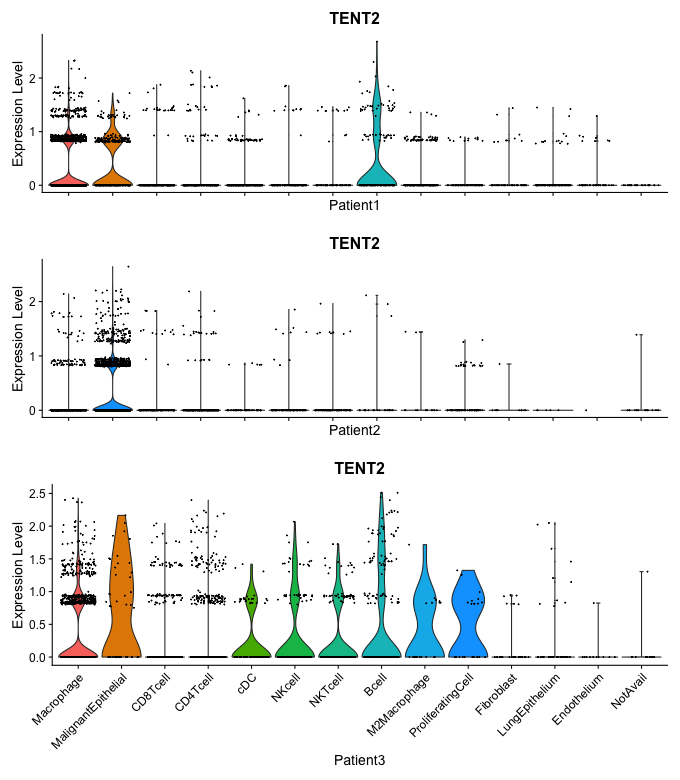 TENT2
Expression Level
2
1
0
Patient1
TENT2
Expression Level
2
1
0
Patient2
TENT2
Expression Level
2.5
2.0
1.5
1.0
0.5
0.0
Macrophage
MalignantEpithelial
CD8Tcell
CD4Tcell
cDC
NKcell
NKTcell
Bcell
M2Macrophage
ProliferatingCell
Fibroblast
LungEpithelium
Endothelium
NotAvail
Patient3